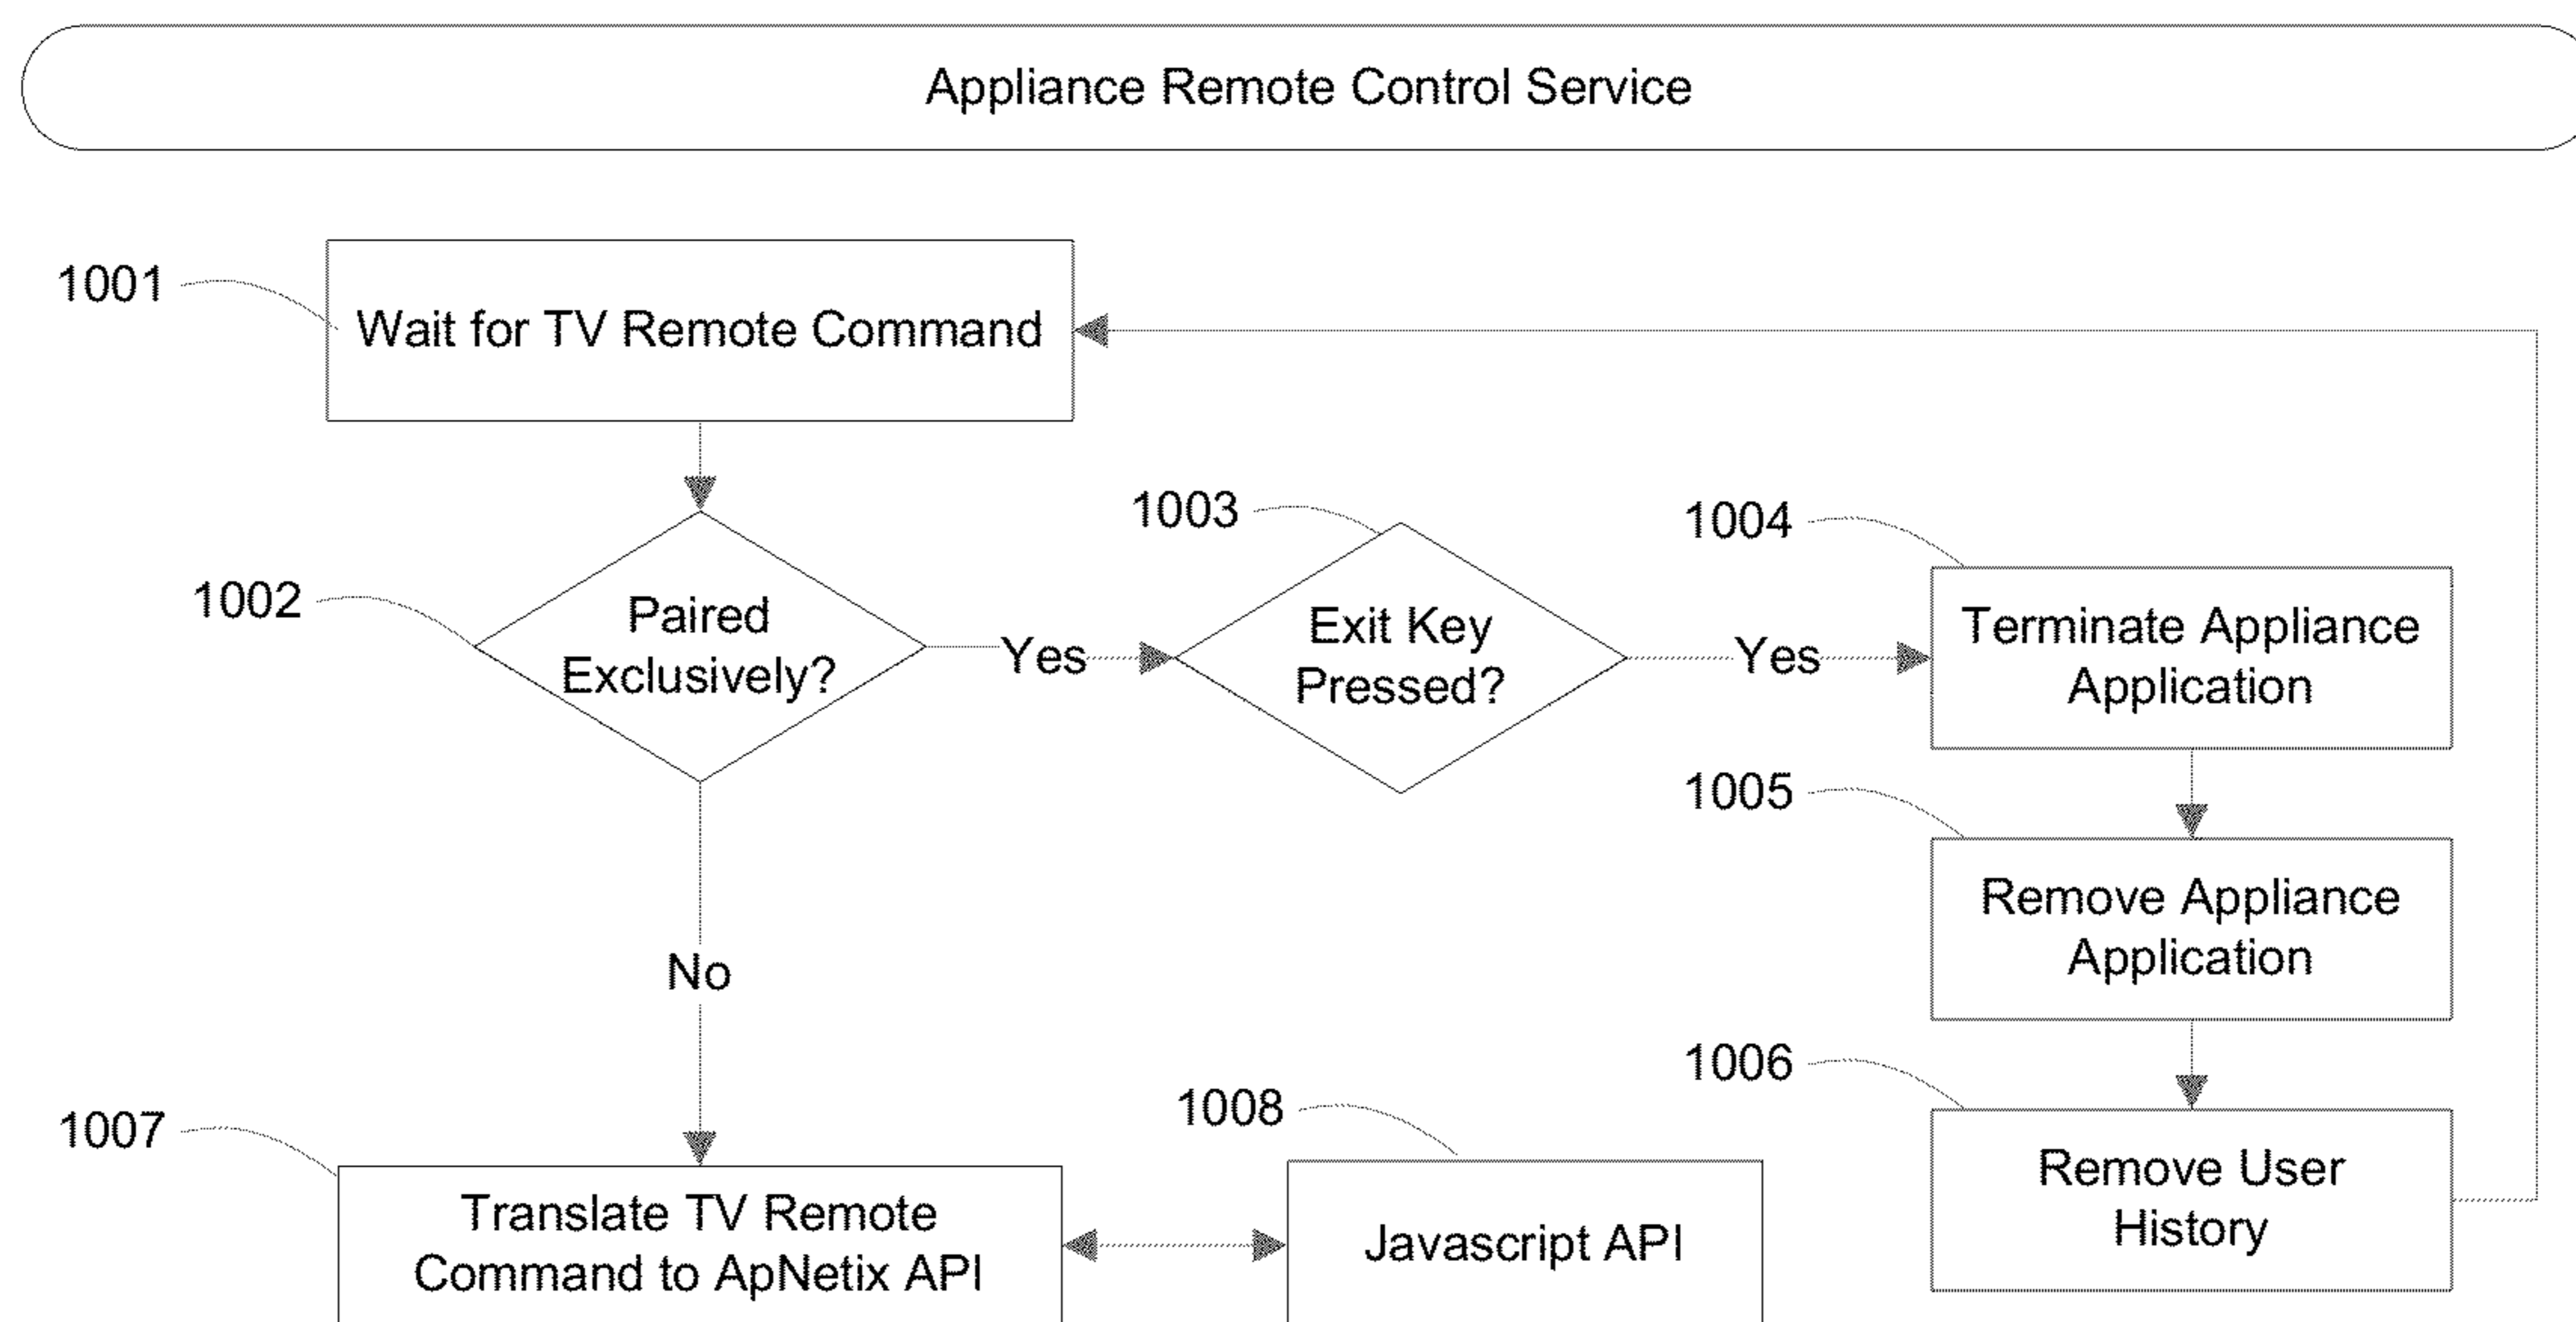 Appliance Remote Control Service
1001
Wait for TV Remote Command
1002
Paired
Exclusively?
Yes
1003
Exit Key
Pressed?
Yes
1004
Terminate Appliance
Application
1005
Remove Appliance
Application
1006
Remove User
History
No
1007
Translate TV Remote
Command to ApNetix API
1008
Javascript API